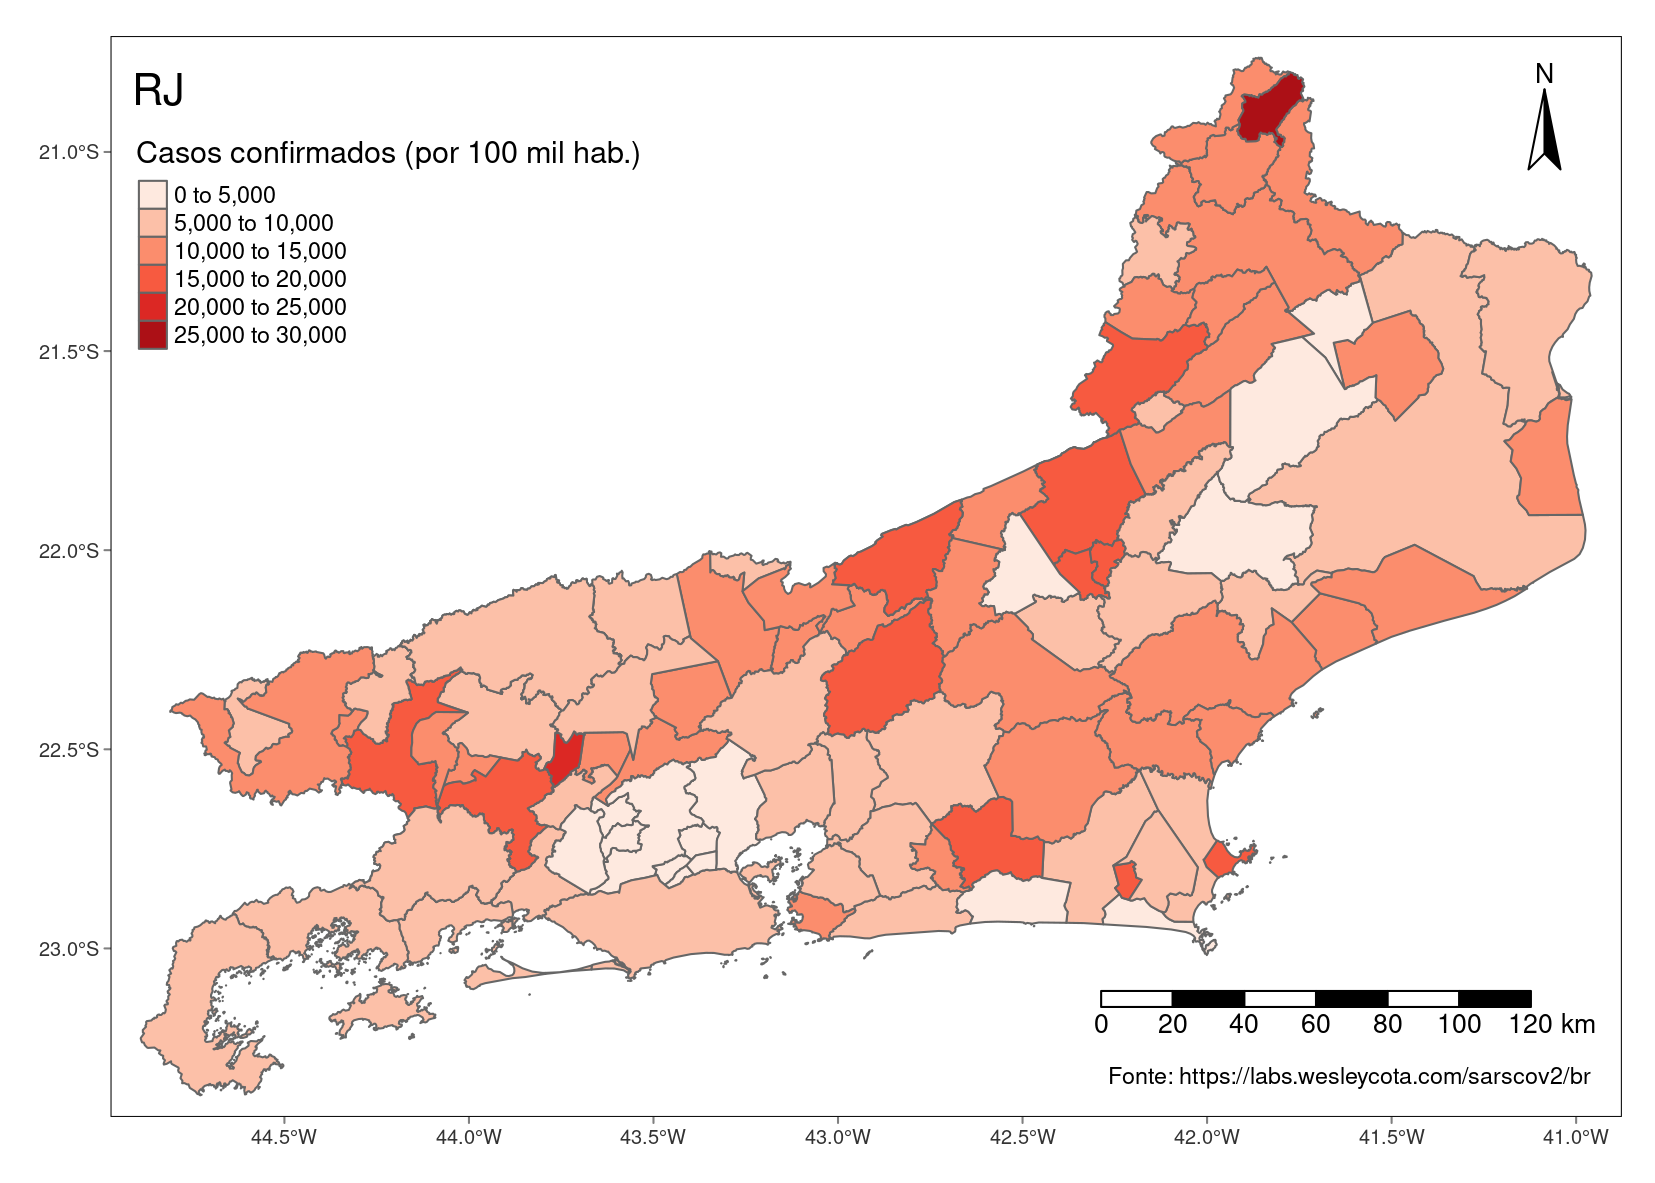 RJ
N
Casos confirmados (por 100 mil hab.)
0 to 5,000
5,000 to 10,000
10,000 to 15,000
15,000 to 20,000
20,000 to 25,000
25,000 to 30,000
21.0°S
21.5°S
22.0°S
22.5°S
23.0°S
0 20 40 60 80 100 120 km
Fonte: https://labs.wesleycota.com/sarscov2/br
44.5°W 44.0°W 43.5°W 43.0°W 42.5°W 42.0°W 41.5°W 41.0°W